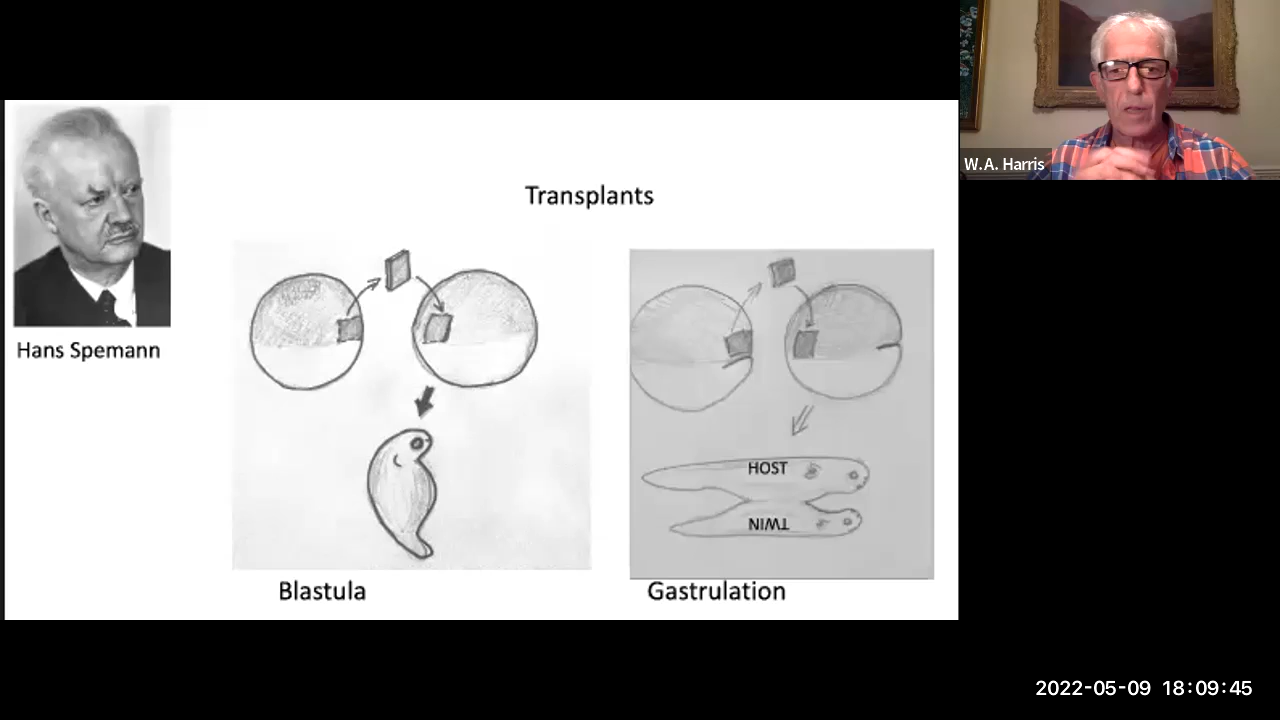 W.A. Harris
Transplants
Hans Spemann
HOST
TWIN
Blastula
Gastrulation
2022-05-09 18:09:45